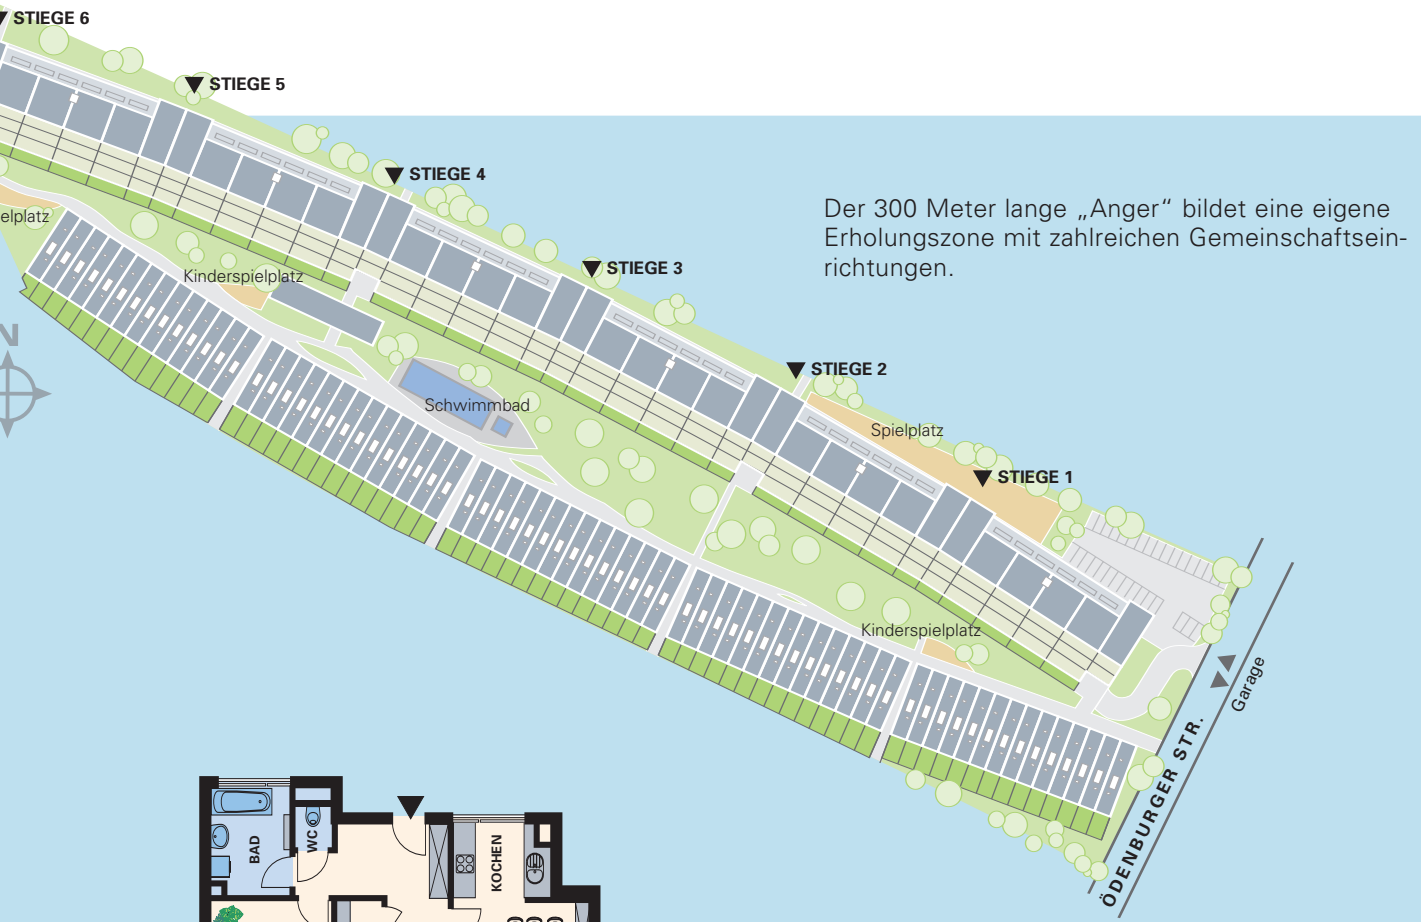 STIEGE 6
STIEGE 5
STIEGE 4
Der 300 Meter lange „Anger“ bildet eine eigene
Erholungszone mit zahlreichen Gemeinschaftsein-
richtungen.
elplatz
STIEGE 3
Kinderspielplatz
N
STIEGE 2
Schwimmbad
Spielplatz
STIEGE 1
Kinderspielplatz
Garage
ÖDENBURGER STR.
BAD
WC
KOCHEN